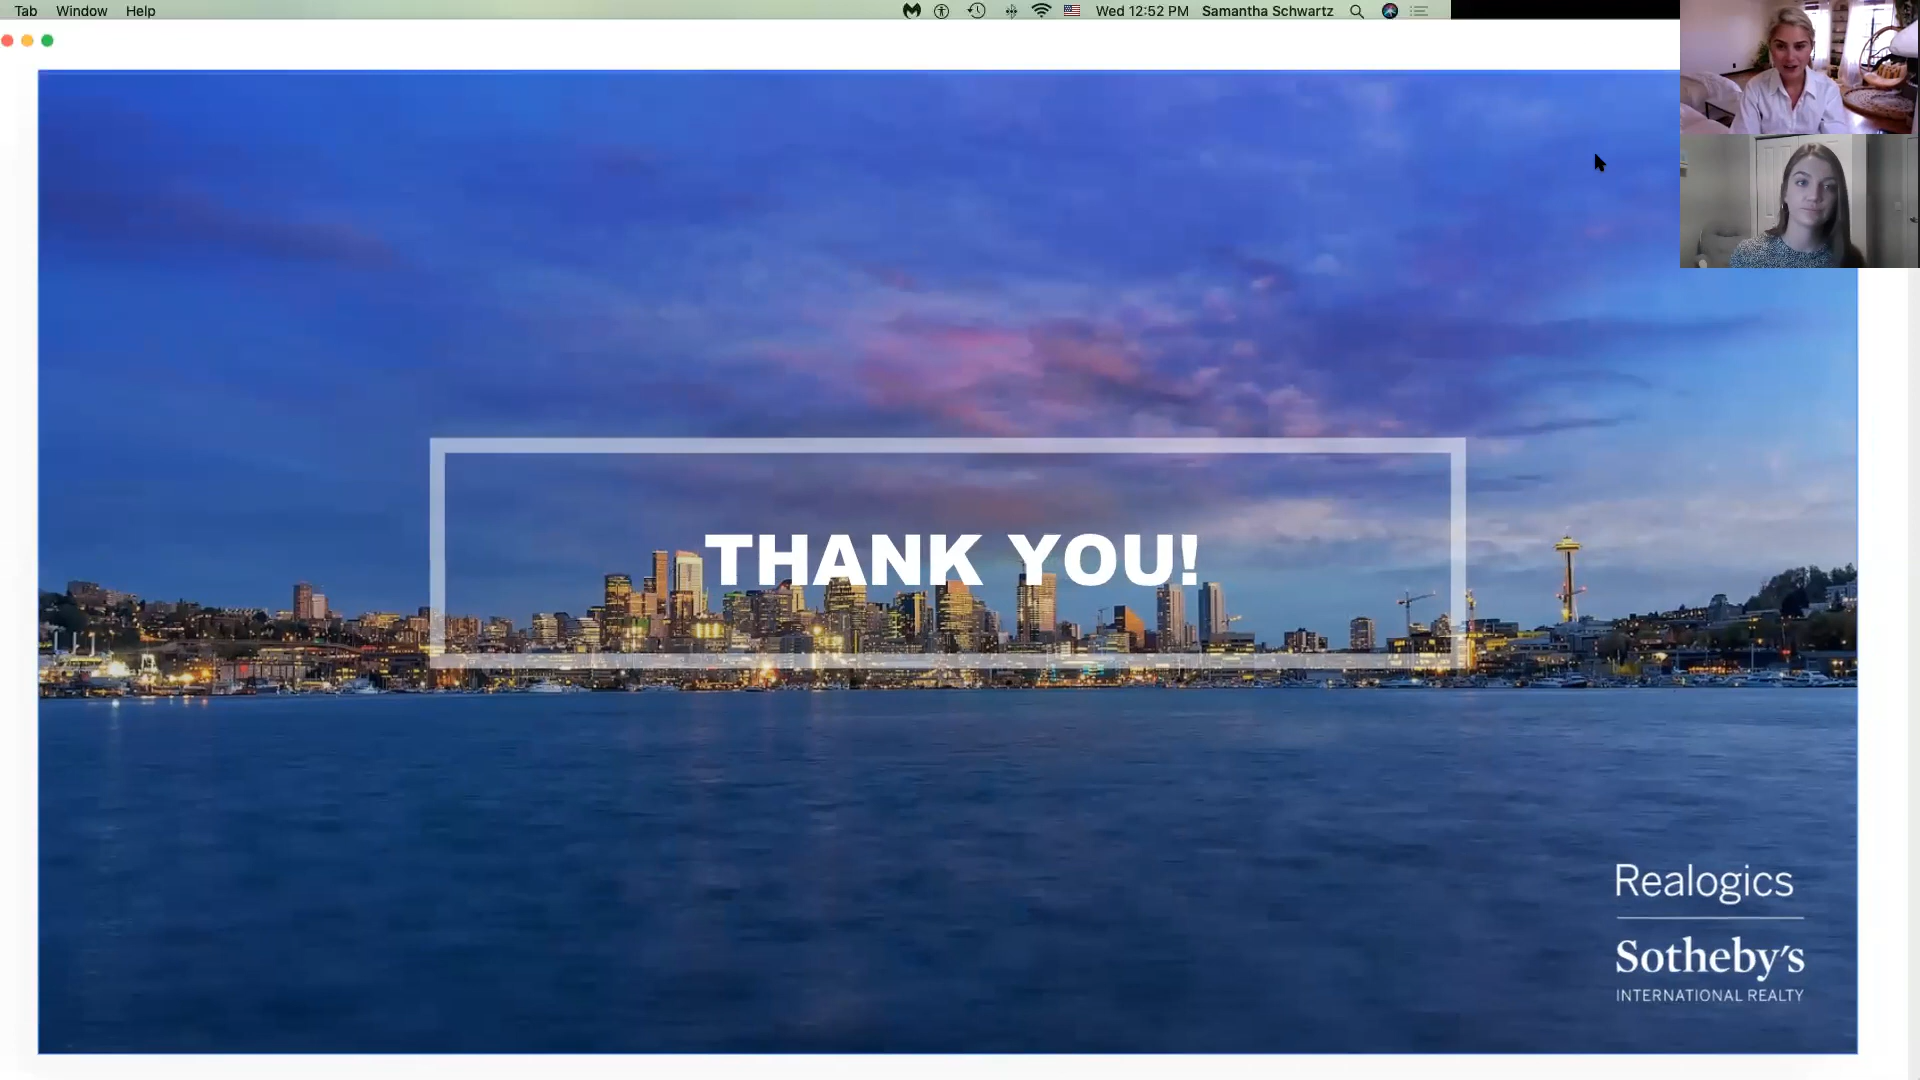 Tab Window Help Wed 12:52 PM Samantha Schwartz
THANK YOU!
Realogics
Sotheby's
INTERNATIONAL REALTY